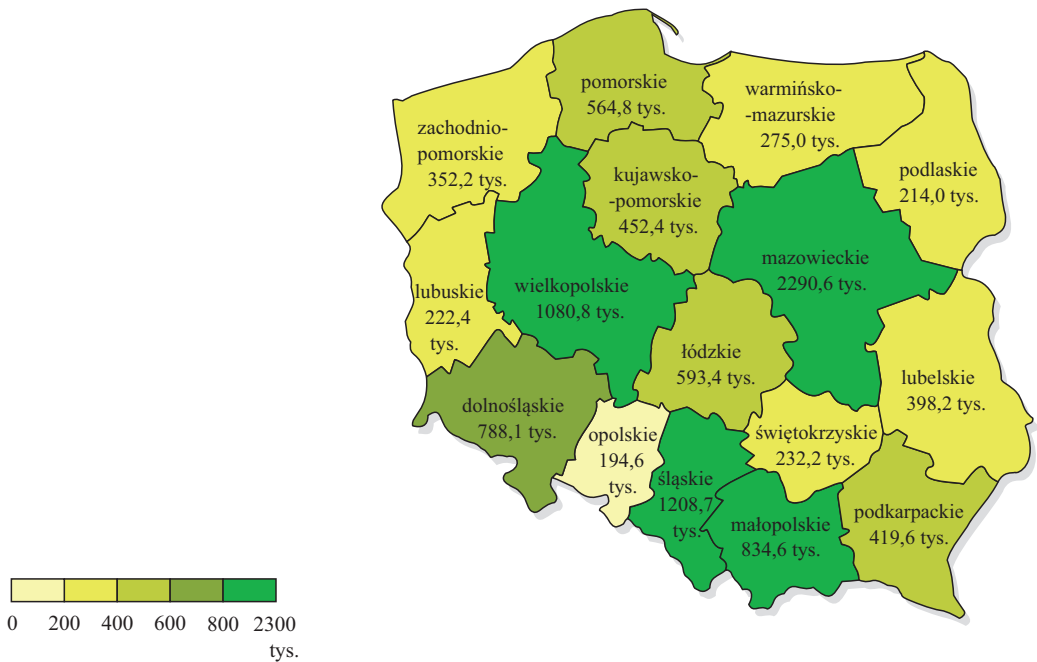 pomorskie
564,8 tys.
warmińsko-
-mazurskie
275,0 tys.
zachodnio-
pomorskie
352,2 tys.
podlaskie
214,0 tys.
kujawsko-
-pomorskie
452,4 tys.
mazowieckie
2290,6 tys.
wielkopolskie
1080,8 tys.
lubuskie
222,4
tys.
łódzkie
593,4 tys.
lubelskie
398,2 tys.
dolnośląskie
788,1 tys.
opolskie
194,6
tys.
świętokrzyskie
232,2 tys.
śląskie
1208,7
tys.
małopolskie
834,6 tys.
podkarpackie
419,6 tys.
0 200 400 600 800 2300
tys.